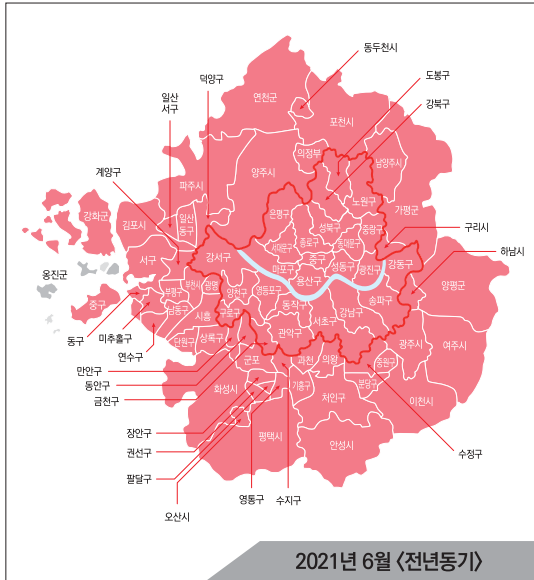 동두천시
도봉구
강북구
덕양구
일산
서구
계양구
연천군
포천시
의정부
양주시
남양주시
파주시
노원구
가평군
구리시
하남시
강화군
김포시
일산
동구
은평구
성북구
중랑구
서대문구
종로구
동대문구
중구
서구
강서구
마포구
성동구
광진구
강동구
용산구
옹진군
중구
부평구
부천시
광명
양천구
영등포구
동작구
송파구
양평군
동구
미추홀구
연수구
남동구
시흥
구로구
서초구
강남구
관악구
단원구
상록구
광주시
여주시
만안구
동안구
금천구
군포
과천
의왕
중원구
분당구
화성시
기흥구
처인구
이천시
장안구
권선구
팔달구
오산시
평택시
안성시
영통구
수지구
수정구
2021년 6월 〈전년동기〉